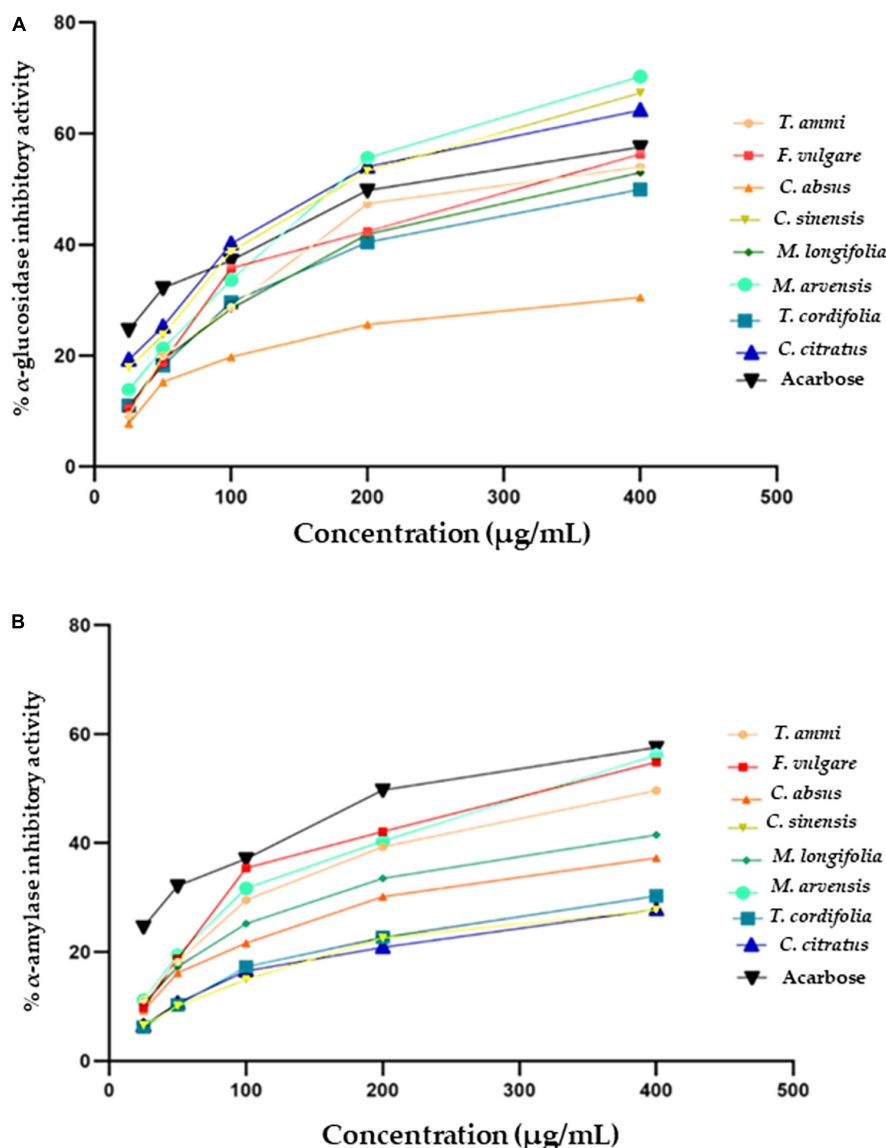 A
80
60
40
20
0
0 100 200 300 400 500
% α-glucosidase inhibitory activity
Concentration (µg/mL)
T. ammi
F. vulgare
C. absus
C. sinensis
M. longifolia
M. arvensis
T. cordifolia
C. citratus
Acarbose
B
80
60
40
20
0
0 100 200 300 400 500
% α-amylase inhibitory activity
Concentration (µg/mL)
T. ammi
F. vulgare
C. absus
C. sinensis
M. longifolia
M. arvensis
T. cordifolia
C. citratus
Acarbose